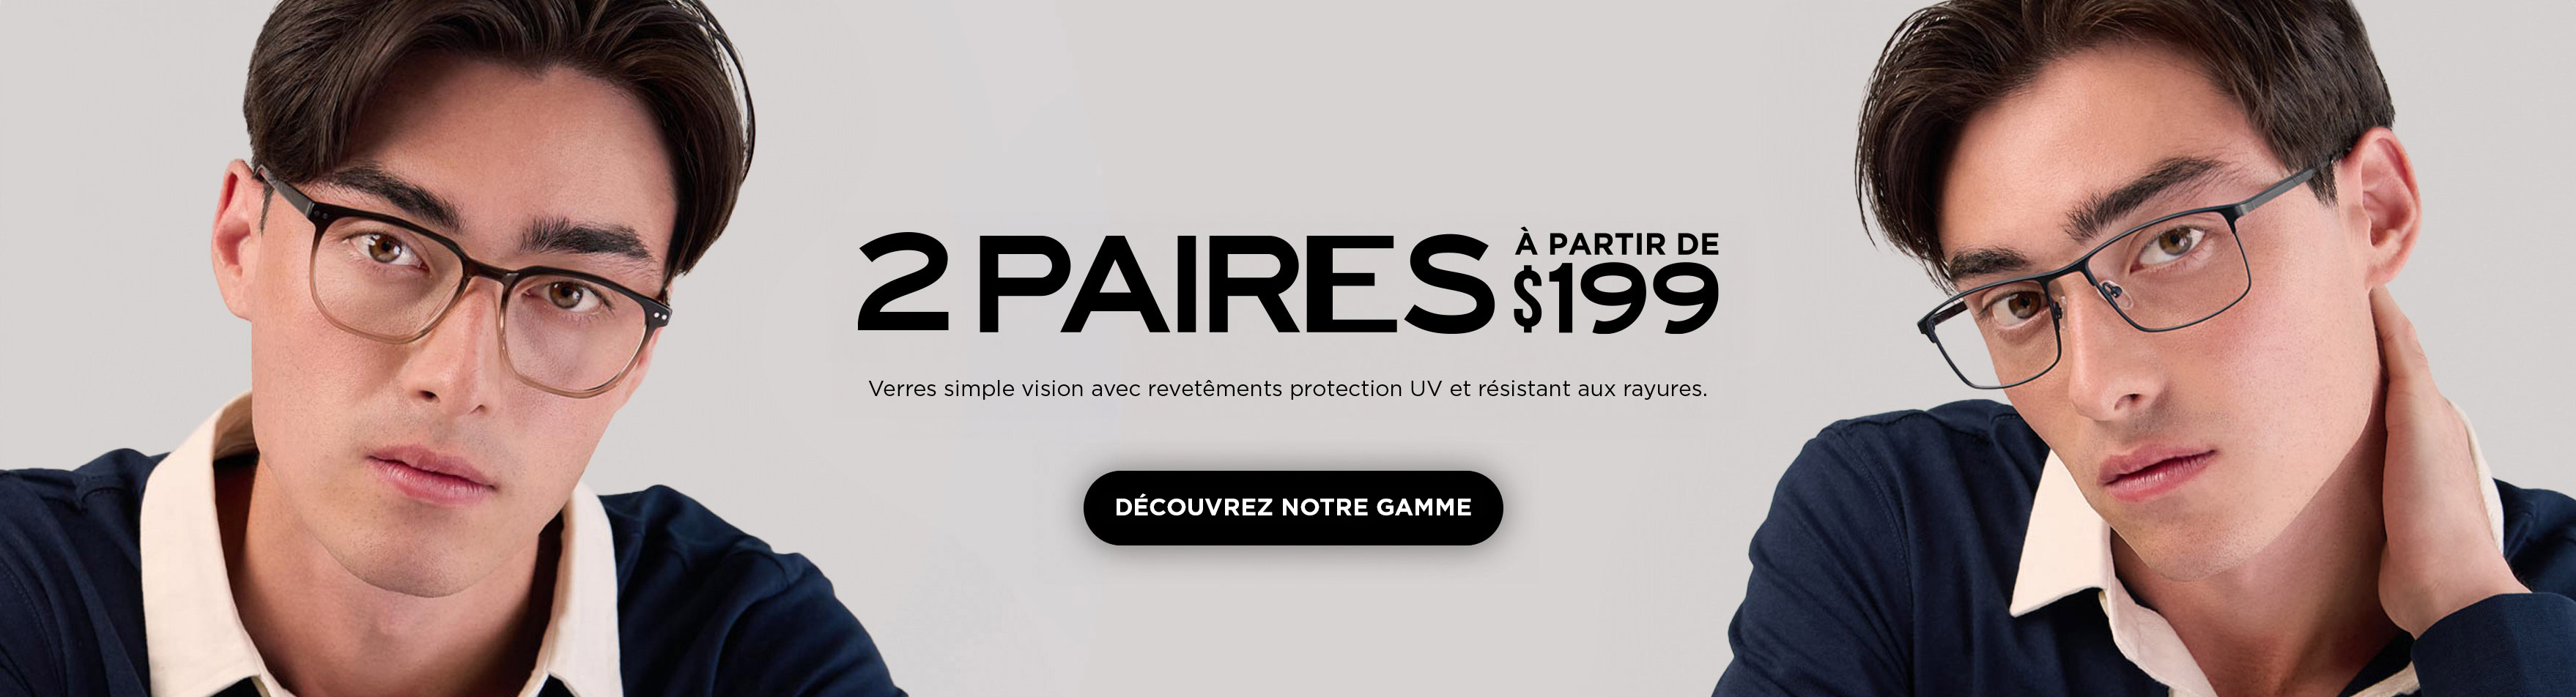 2 PAIRES À PARTIR DE
$199
Verres simple vision avec revetêments protection UV et résistant aux rayures.
DÉCOUVREZ NOTRE GAMME